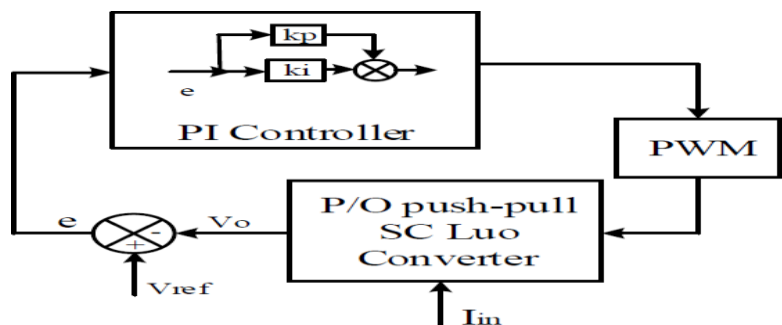 kp
e
ki
PI Controller
PWM
P/O push-pull
SC Luo
Converter
e
-
+
Vo
Vref
Iin